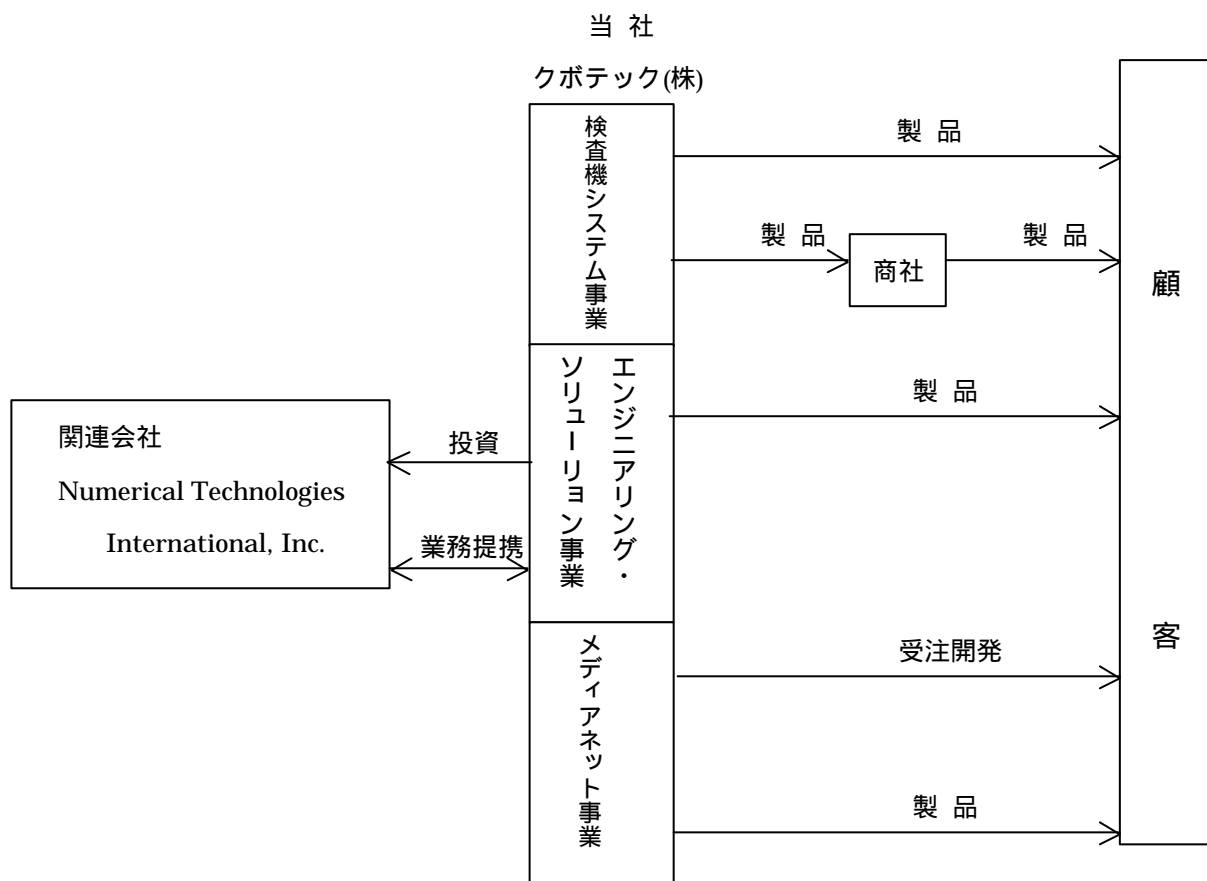 当 社
クボテック(株)
検査機システム事業
製 品
製 品
商社
製 品
エンジニアリング・
ソリューリョン事業
製 品
関連会社
Numerical Technologies
International, Inc.
投資
業務提携
メディアネット事業
受注開発
製 品
顧
客